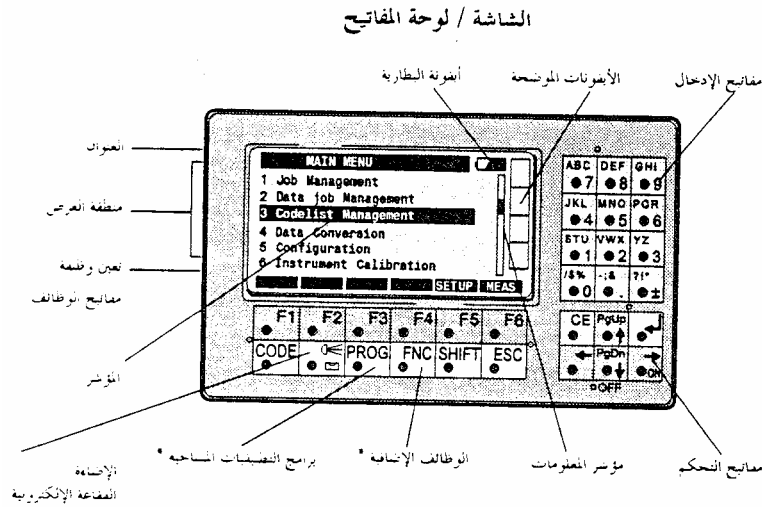 الشاشة / لوحة المفاتيح
أيقونة البطارية
الأيقونات الموضحة
مفاتيح الإدخال
العنوان
منطقة العرض
تعين وظيفة
مفاتيح الوظائف
المؤشر
MAIN MENU
1 Job Management
2 Data job Management
3 Codelist Management
4 Data Conversion
5 Configuration
6 Instrument Calibration
SETUP MEAS
ABC DEF GHI
7 8 9
JKL MNO PQR
4 5 6
STU VWX YZ
1 2 3
/$% -;& ?!*
0 . ±
F1 F2 F3 F4 F5 F6
CE PgUp
CODE PROG FNC SHIFT ESC
PgDn
ON
OFF
الإضاءة
الفقاعة الإلكترونية
برامج التطبيقات المساحية *
الوظائف الإضافية *
مؤشر المعلومات
مفاتيح التحكم